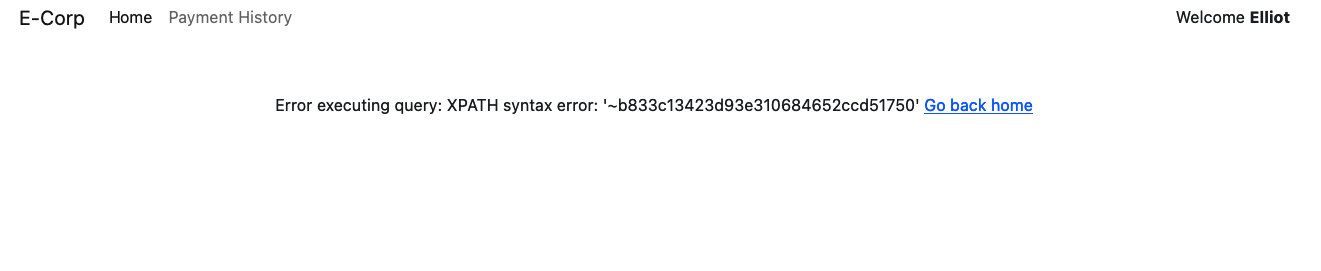 E-Corp Home Payment History Welcome Elliot
Error executing query: XPATH syntax error: '~b833c13423d93e310684652ccd51750' Go back home